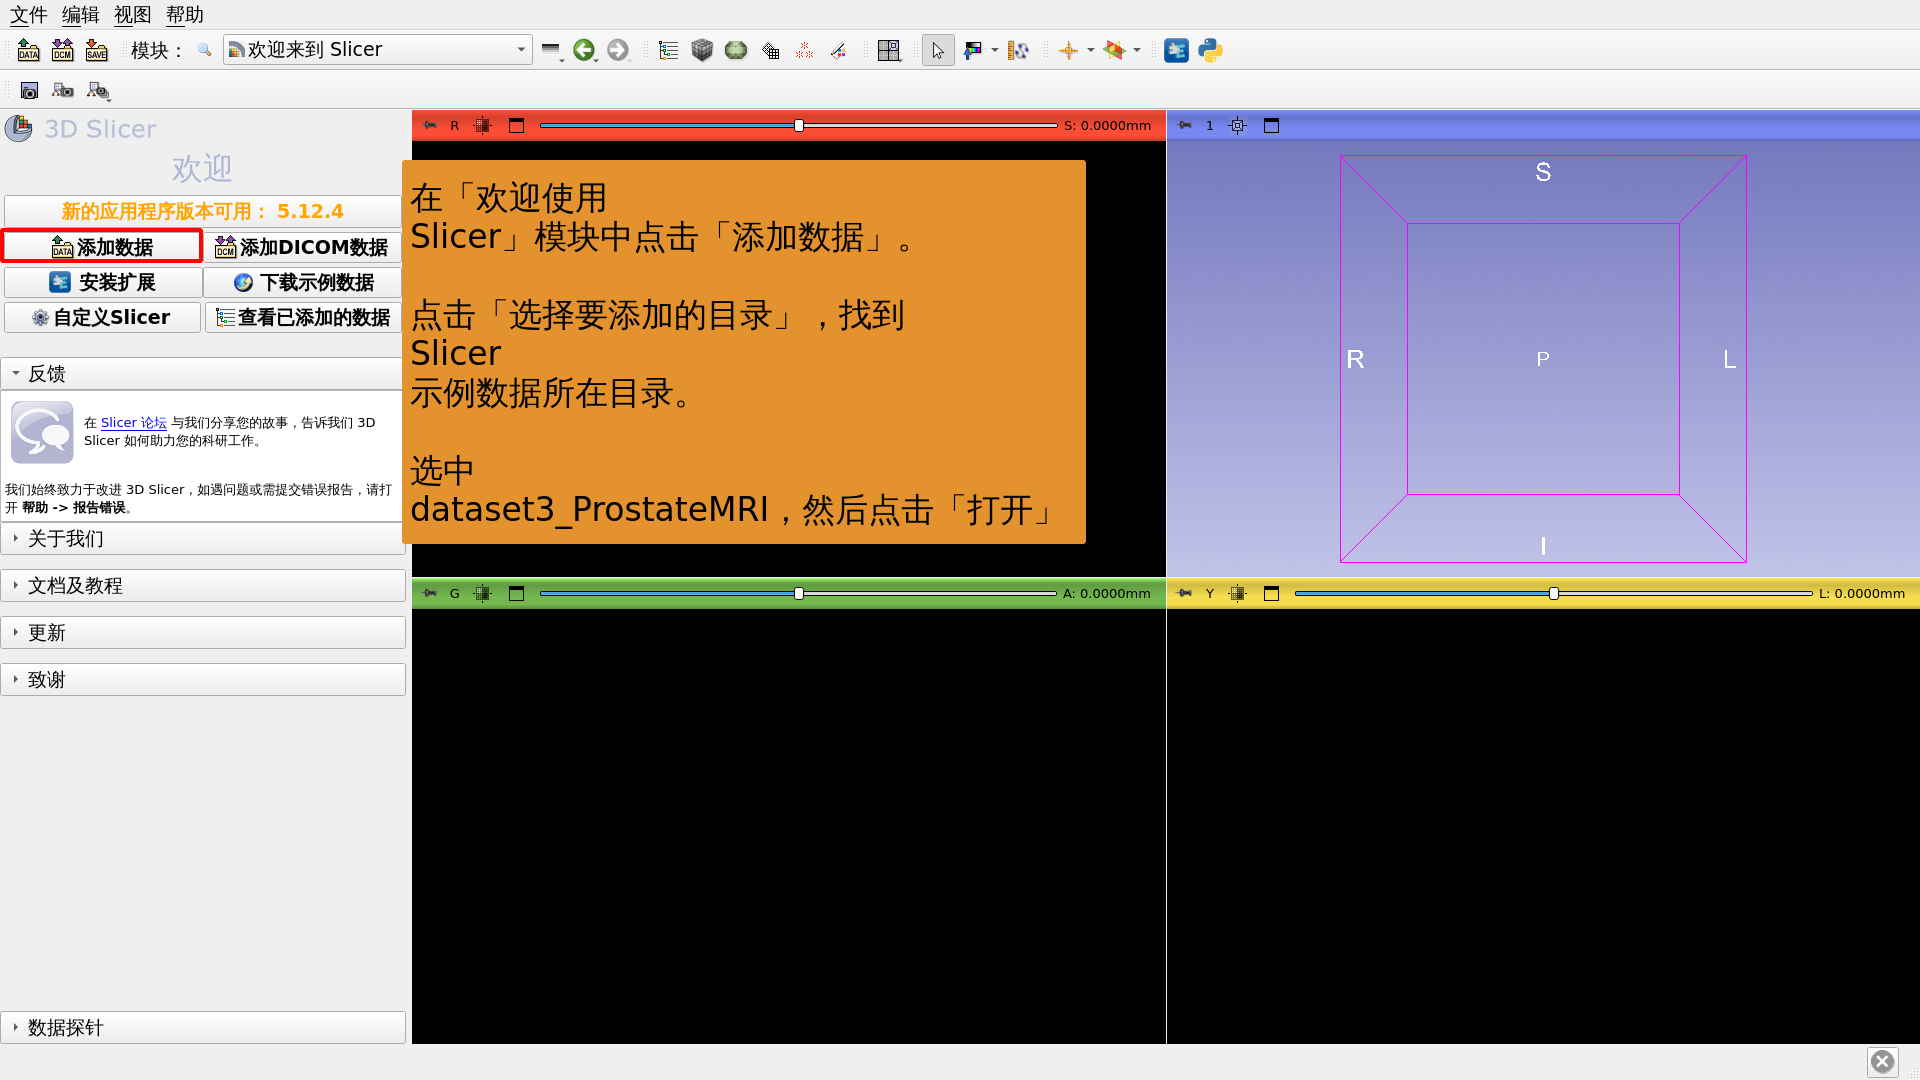 文件 编辑 视图 帮助
DATA DCM SAVE 模块： 欢迎来到 Slicer
3D Slicer
欢迎
新的应用程序版本可用： 5.12.4
DATA 添加数据 DCM 添加DICOM数据
安装扩展 下载示例数据
自定义Slicer 查看已添加的数据
反馈
在 Slicer 论坛 与我们分享您的故事，告诉我们 3D
Slicer 如何助力您的科研工作。
我们始终致力于改进 3D Slicer，如遇问题或需提交错误报告，请打
开 帮助 -> 报告错误。
关于我们
文档及教程
更新
致谢
数据探针
R S: 0.0000mm
在「欢迎使用
Slicer」模块中点击「添加数据」。
点击「选择要添加的目录」，找到
Slicer
示例数据所在目录。
选中
dataset3_ProstateMRI，然后点击「打开」
1
S
R P L
I
G A: 0.0000mm
Y L: 0.0000mm